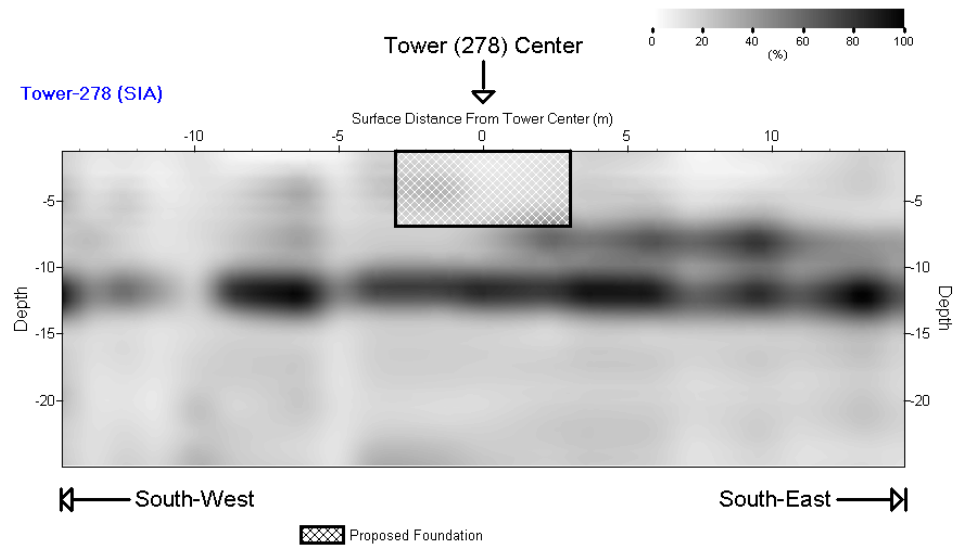 0 20 40 60 80 100
(%)
Tower (278) Center
Tower-278 (SIA)
Surface Distance From Tower Center (m)
-10 -5 0 5 10
-5 -5
-10 -10
-15 -15
-20 -20
Depth Depth
South-West South-East
Proposed Foundation